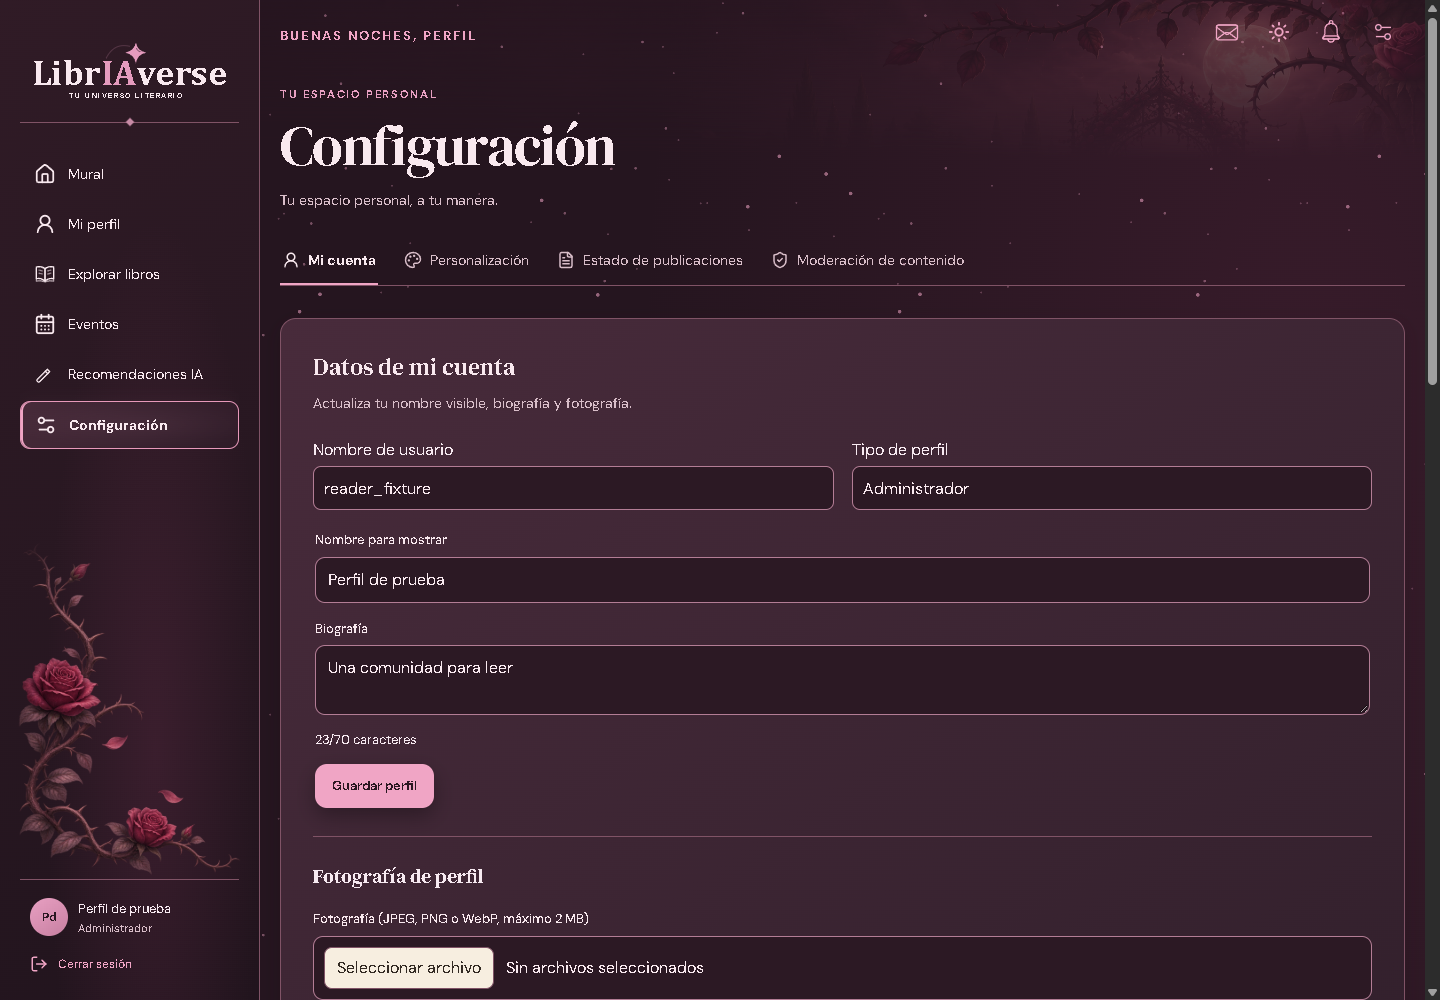 LibrIAverse
TU UNIVERSO LITERARIO
Mural
Mi perfil
Explorar libros
Eventos
Recomendaciones IA
Configuración
Pd
Perfil de prueba
Administrador
Cerrar sesión
BUENAS NOCHES, PERFIL
TU ESPACIO PERSONAL
Configuración
Tu espacio personal, a tu manera.
Mi cuenta
Personalización
Estado de publicaciones
Moderación de contenido
Datos de mi cuenta
Actualiza tu nombre visible, biografía y fotografía.
Nombre de usuario
reader_fixture
Tipo de perfil
Administrador
Nombre para mostrar
Perfil de prueba
Biografía
Una comunidad para leer
23/70 caracteres
Guardar perfil
Fotografía de perfil
Fotografía (JPEG, PNG o WebP, máximo 2 MB)
Seleccionar archivo
Sin archivos seleccionados